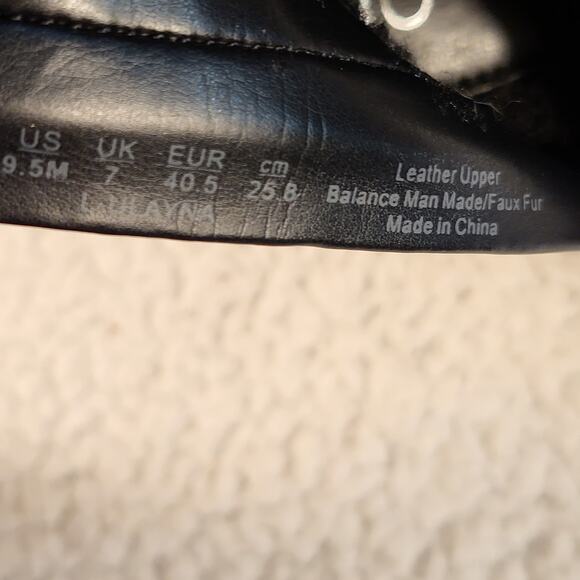 US UK EUR cm
9.5M 7 40.5 25.8
Leather Upper
Balance Man Made/Faux Fur
Made in China